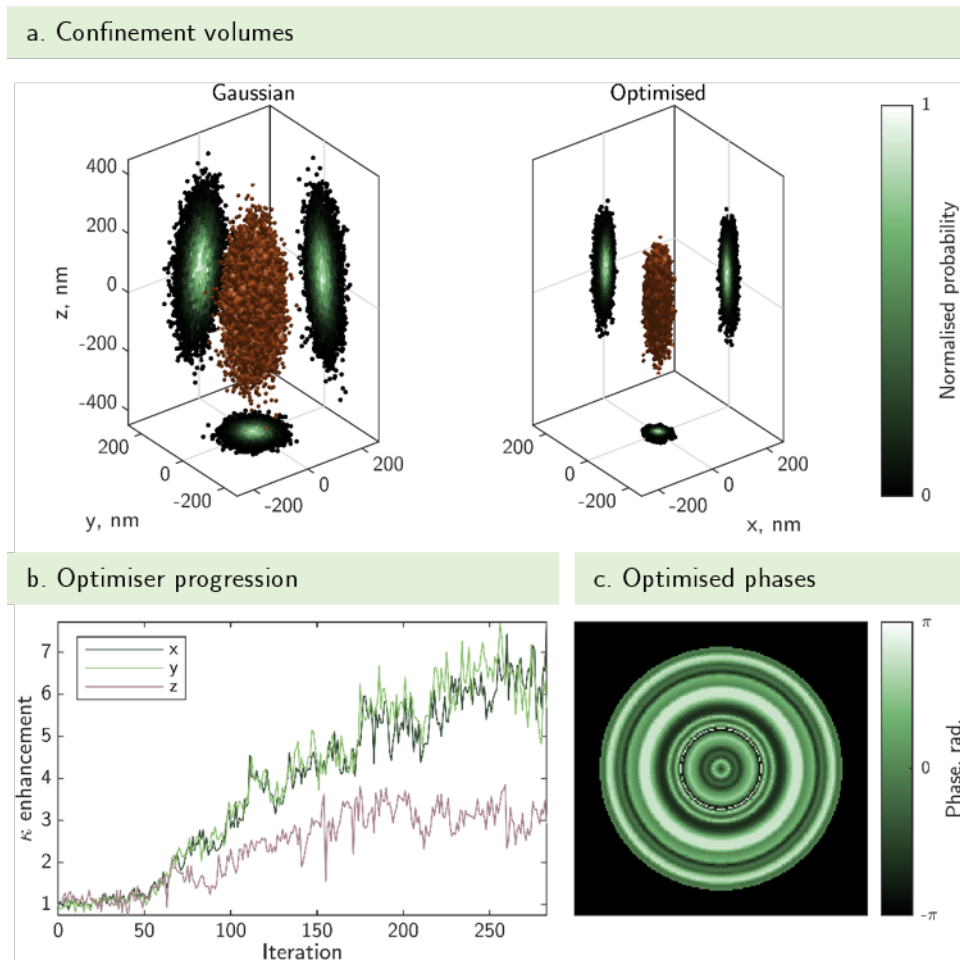 a. Confinement volumes
Gaussian
Optimised
400
200
0
-200
-400
z, nm
200
0
-200
y, nm
-200
0
200
200
0
-200
-200
0
200
x, nm
1
0
Normalised probability
b. Optimiser progression
c. Optimised phases
7
6
5
4
3
2
1
κ enhancement
x
y
z
0
50
100
150
200
250
Iteration
π
0
-π
Phase, rad.